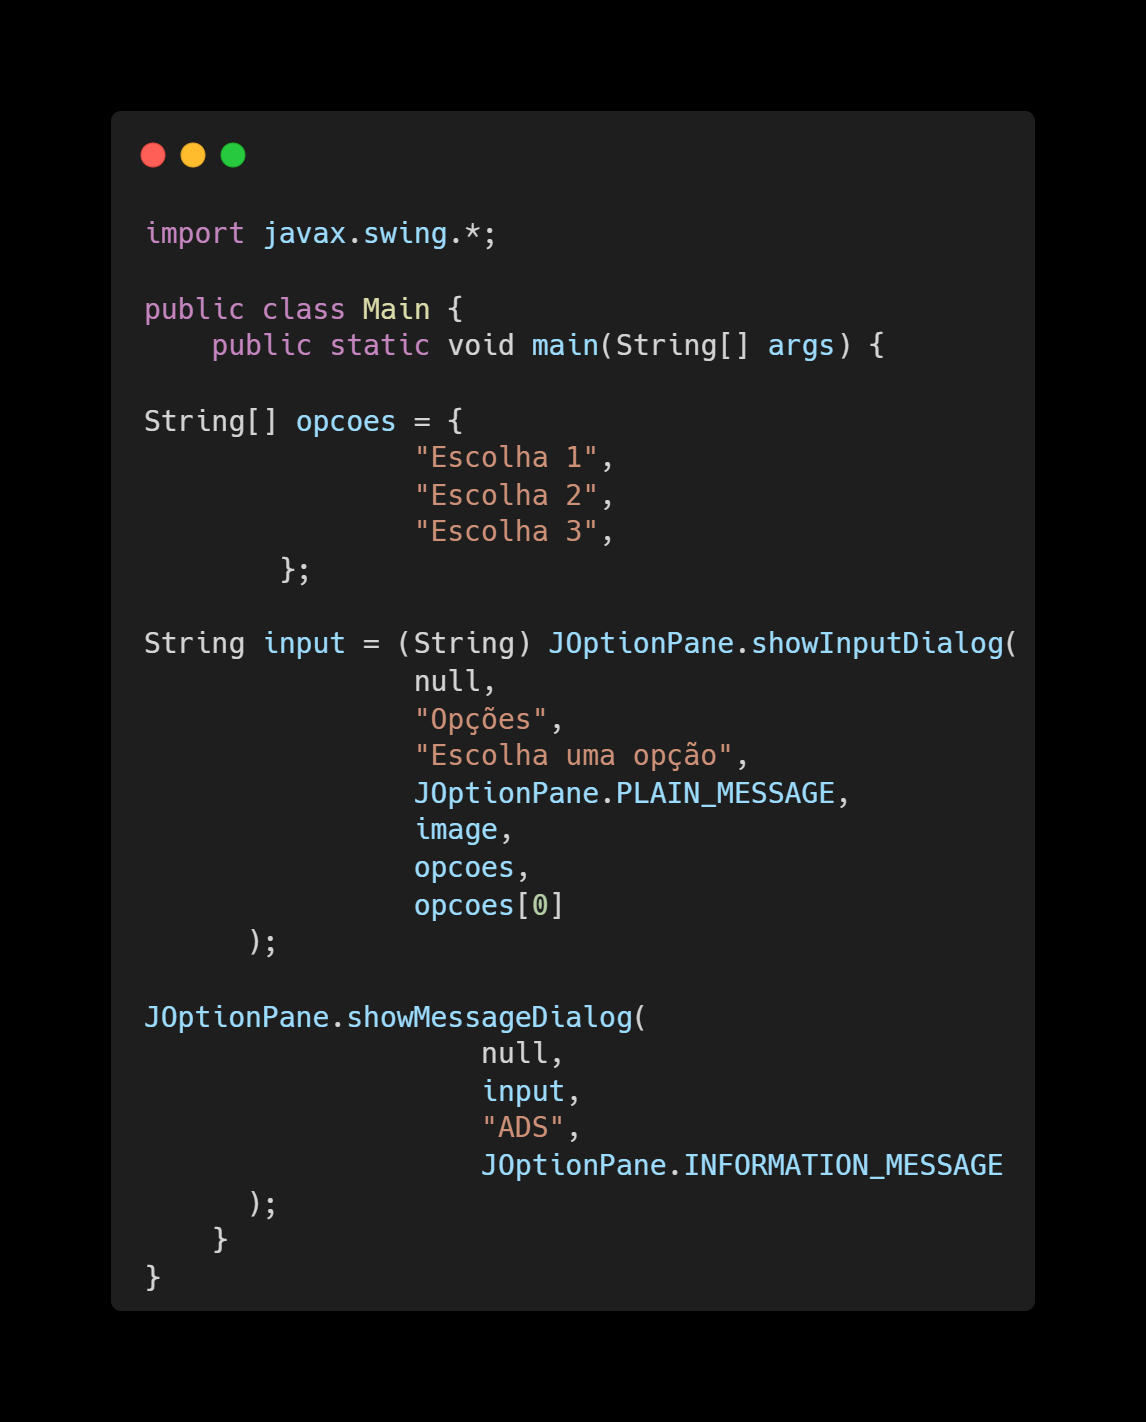 import javax.swing.*;

public class Main {
    public static void main(String[] args) {

String[] opcoes = {
                "Escolha 1",
                "Escolha 2",
                "Escolha 3",
        };

String input = (String) JOptionPane.showInputDialog(
                null,
                "Opções",
                "Escolha uma opção",
                JOptionPane.PLAIN_MESSAGE,
                image,
                opcoes,
                opcoes[0]
      );

JOptionPane.showMessageDialog(
                    null,
                    input,
                    "ADS",
                    JOptionPane.INFORMATION_MESSAGE
      );
    }
}